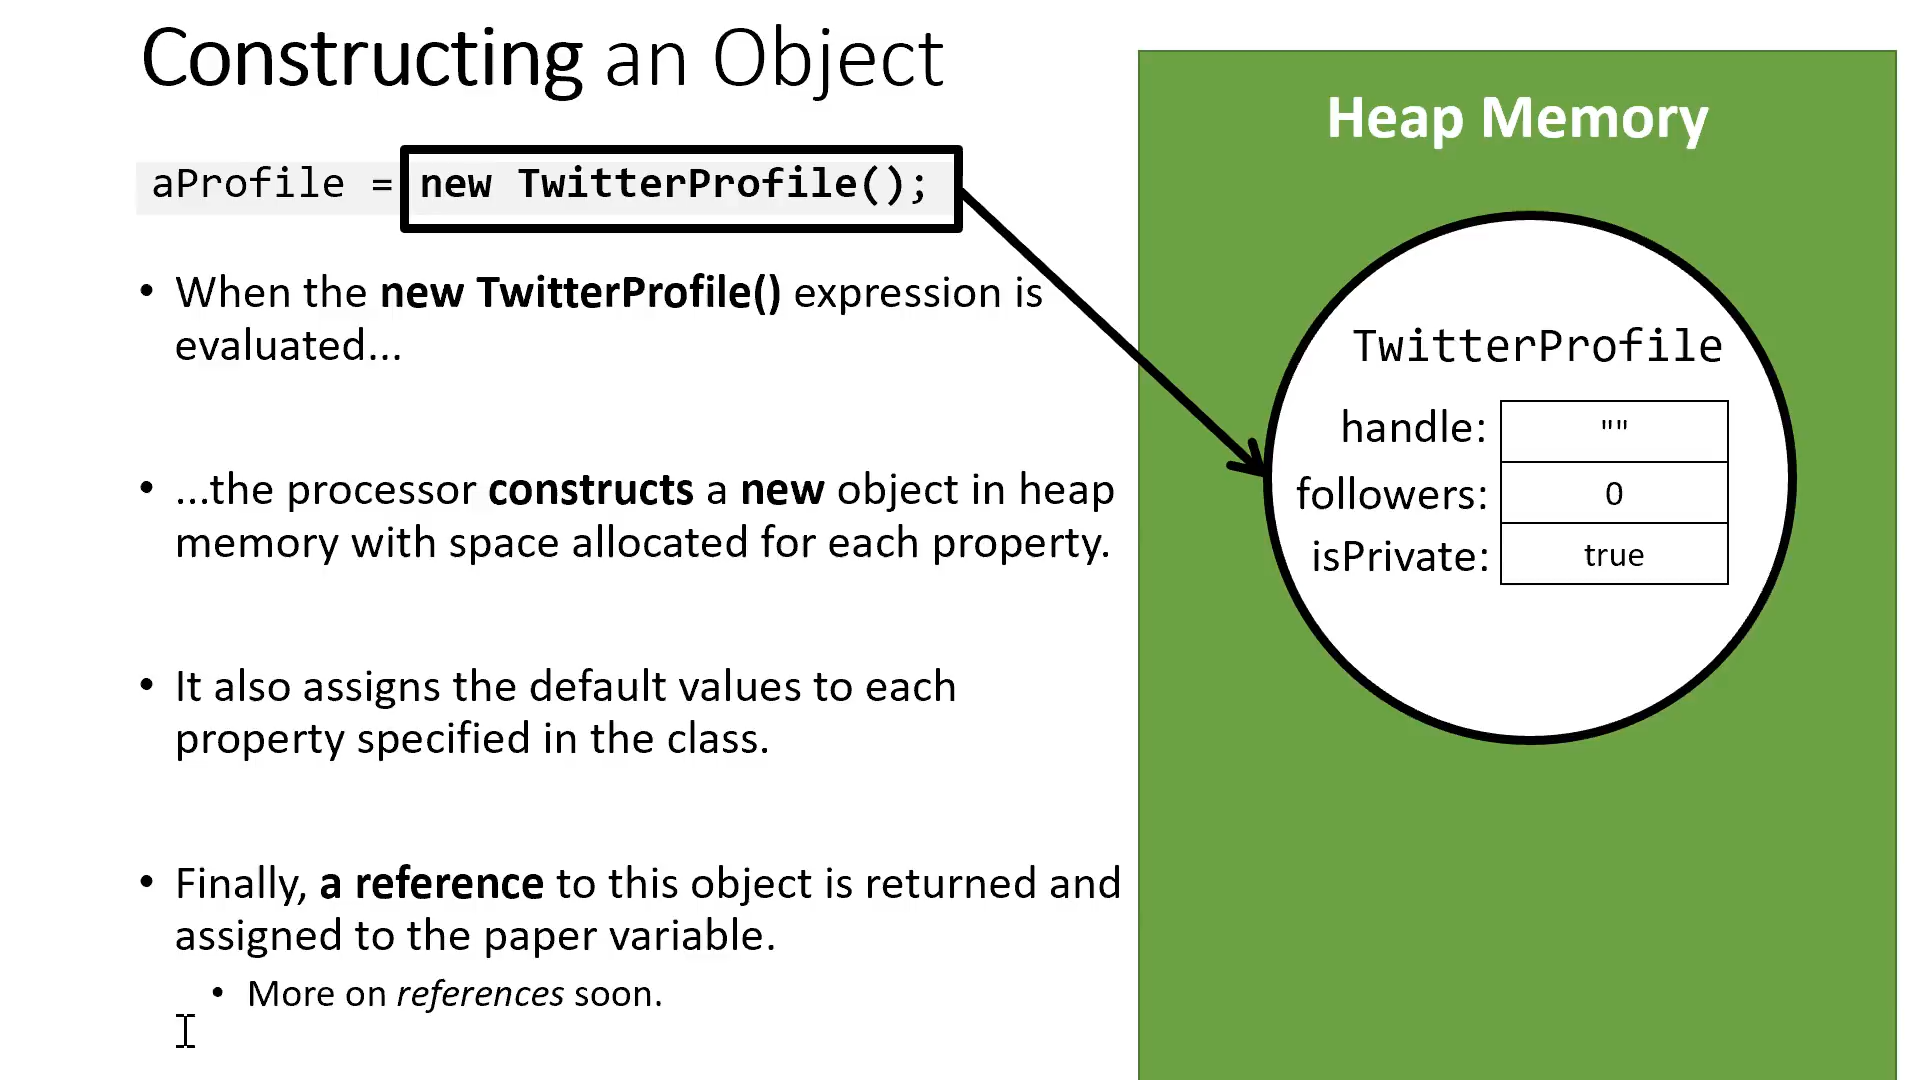 Constructing an Object
aProfile = new TwitterProfile();
• When the new TwitterProfile() expression is
evaluated...
• ...the processor constructs a new object in heap
memory with space allocated for each property.
• It also assigns the default values to each
property specified in the class.
• Finally, a reference to this object is returned and
assigned to the paper variable.
• More on references soon.
Heap Memory
TwitterProfile
handle: ""
followers: 0
isPrivate: true